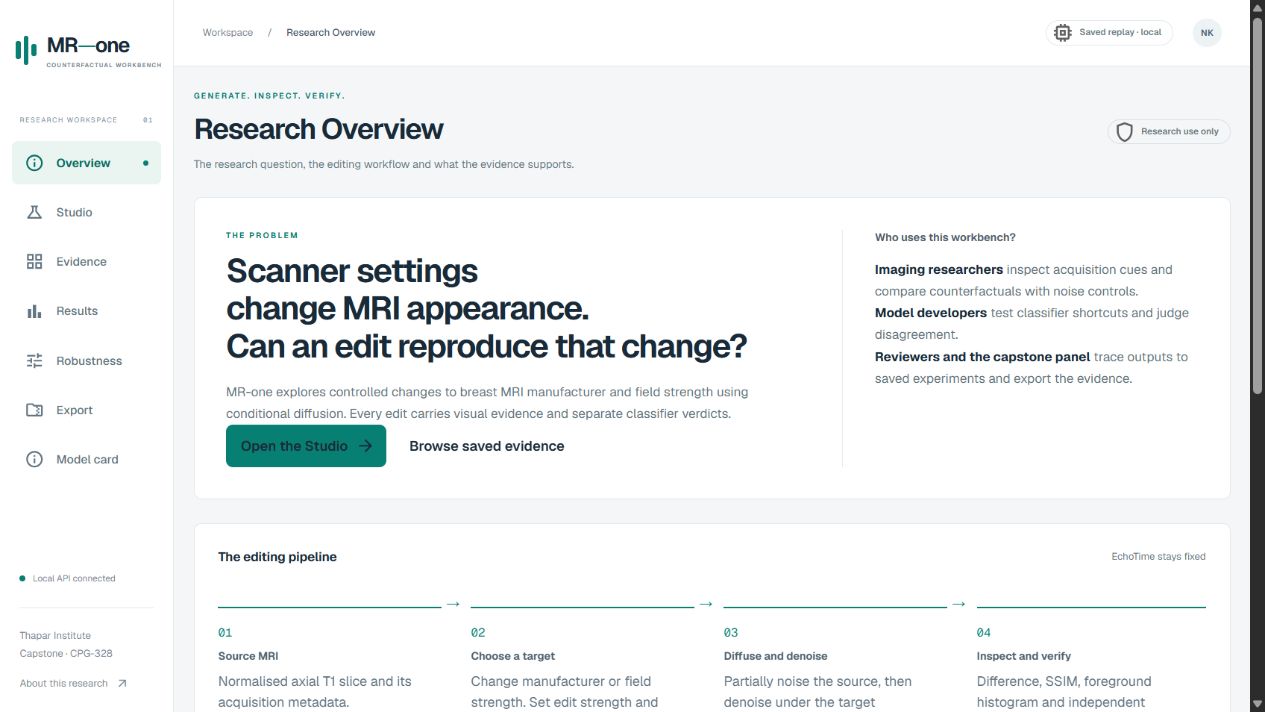 MR—one
COUNTERFACTUAL WORKBENCH
RESEARCH WORKSPACE 01
Overview
Studio
Evidence
Results
Robustness
Export
Model card
Local API connected
Thapar Institute
Capstone · CPG-328
About this research
Workspace / Research Overview
Saved replay · local
NK
GENERATE. INSPECT. VERIFY.
Research Overview
Research use only
The research question, the editing workflow and what the evidence supports.
THE PROBLEM
Scanner settings
change MRI appearance.
Can an edit reproduce that change?
MR-one explores controlled changes to breast MRI manufacturer and field strength using
conditional diffusion. Every edit carries visual evidence and separate classifier verdicts.
Open the Studio →
Browse saved evidence
Who uses this workbench?
Imaging researchers inspect acquisition cues and
compare counterfactuals with noise controls.
Model developers test classifier shortcuts and judge
disagreement.
Reviewers and the capstone panel trace outputs to
saved experiments and export the evidence.
The editing pipeline
EchoTime stays fixed
01
Source MRI
Normalised axial T1 slice and its
acquisition metadata.
02
Choose a target
Change manufacturer or field
strength. Set edit strength and
03
Diffuse and denoise
Partially noise the source, then
denoise under the target
04
Inspect and verify
Difference, SSIM, foreground
histogram and independent